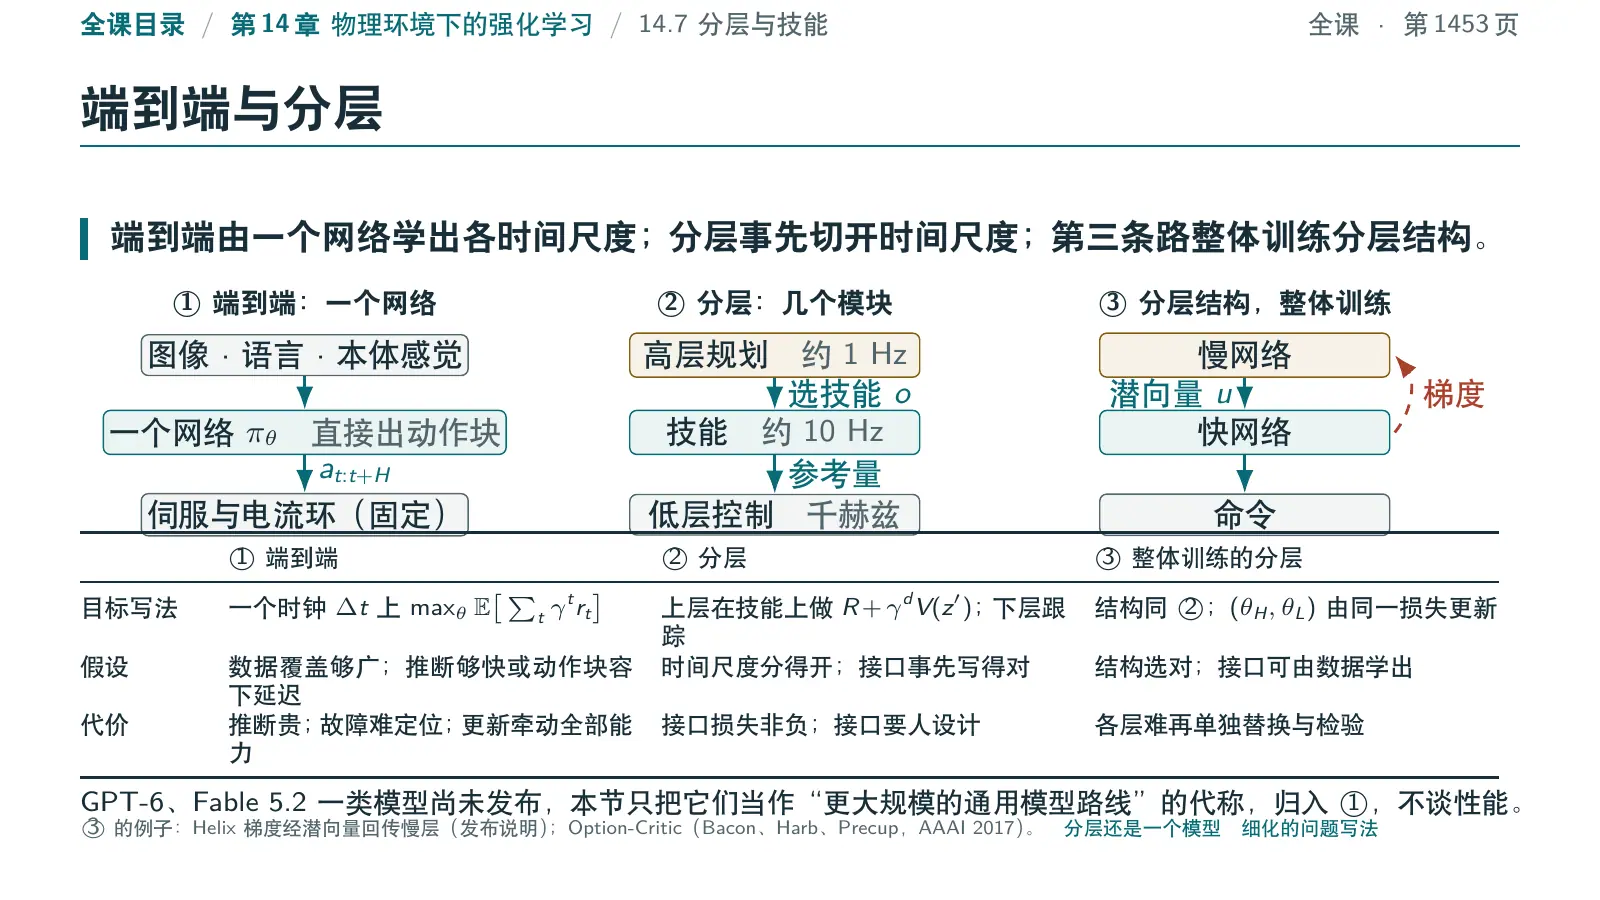 全课目录 / 第 14 章 物理环境下的强化学习 / 14.7 分层与技能
全课 · 第 1453 页
端到端与分层
端到端由一个网络学出各时间尺度；分层事先切开时间尺度；第三条路整体训练分层结构。
① 端到端：一个网络
图像 · 语言 · 本体感觉
一个网络 π_θ 直接出动作块
a_{t:t+H}
伺服与电流环（固定）
② 分层：几个模块
高层规划 约 1 Hz
选技能 o
技能 约 10 Hz
参考量
低层控制 千赫兹
③ 分层结构，整体训练
慢网络
潜向量 u
梯度
快网络
命令
① 端到端 ② 分层 ③ 整体训练的分层
目标写法 一个时钟 Δt 上 max_θ 𝔼[∑_t γ^t r_t] 上层在技能上做 R + γ^d V(z′)；下层跟 结构同 ②；(θ_H, θ_L) 由同一损失更新
踪
假设 数据覆盖够广；推断够快或动作块容 时间尺度分得开；接口事先写得对 结构选对；接口可由数据学出
下延迟
代价 推断贵；故障难定位；更新牵动全部能 接口损失非负；接口要人设计 各层难再单独替换与检验
力
GPT-6、Fable 5.2 一类模型尚未发布，本节只把它们当作“更大规模的通用模型路线”的代称，归入 ①，不谈性能。
③ 的例子：Helix 梯度经潜向量回传慢层（发布说明）；Option-Critic（Bacon、Harb、Precup，AAAI 2017）。 分层还是一个模型 细化的问题写法